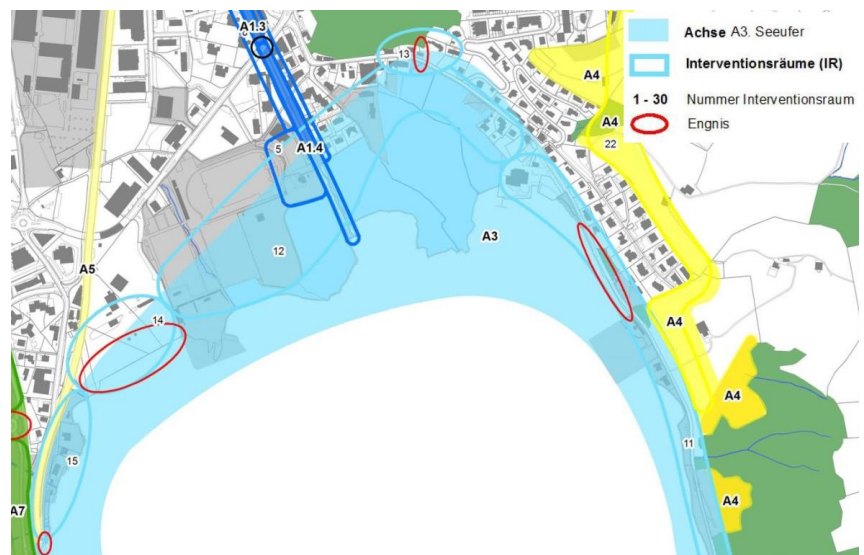 A1.3
13
A4
Achse A3. Seeufer
Interventionsräume (IR)
1 - 30 Nummer Interventionsraum
Engnis
A4
22
5
A1.4
A3
12
A5
14
A4
A4
11
15
A4
A7